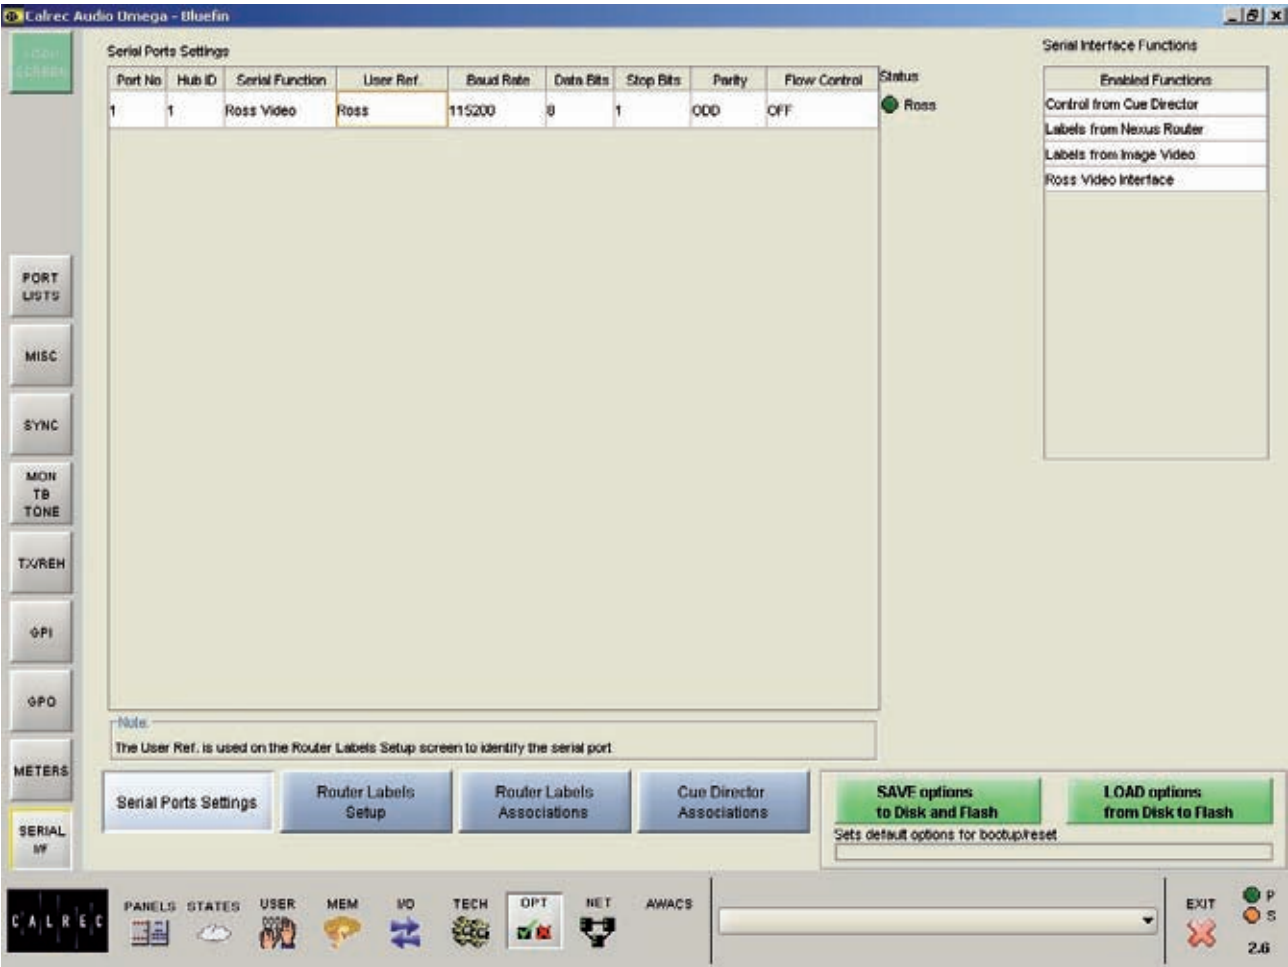 Calrec Audio Omega - Bluefin
LOAD SCREEN
Serial Ports Settings
Port No Hub ID Serial Function User Ref. Baud Rate Data Bits Stop Bits Parity Flow Control
1 1 Ross Video Ross 115200 8 1 ODD OFF
Status
Ross
Serial Interface Functions
Enabled Functions
Control from Cue Director
Labels from Nexus Router
Labels from Image Video
Ross Video Interface
PORT
LISTS
MISC
SYNC
MON
TB
TONE
TX/REH
GPI
GPO
METERS
SERIAL
I/F
Note:
The User Ref. is used on the Router Labels Setup screen to identify the serial port
Serial Ports Settings
Router Labels
Setup
Router Labels
Associations
Cue Director
Associations
SAVE options
to Disk and Flash
LOAD options
from Disk to Flash
Sets default options for bootup/reset
CALREC
PANELS STATES USER MEM I/O TECH OPT NET AWACS
EXIT
P
S
2.6